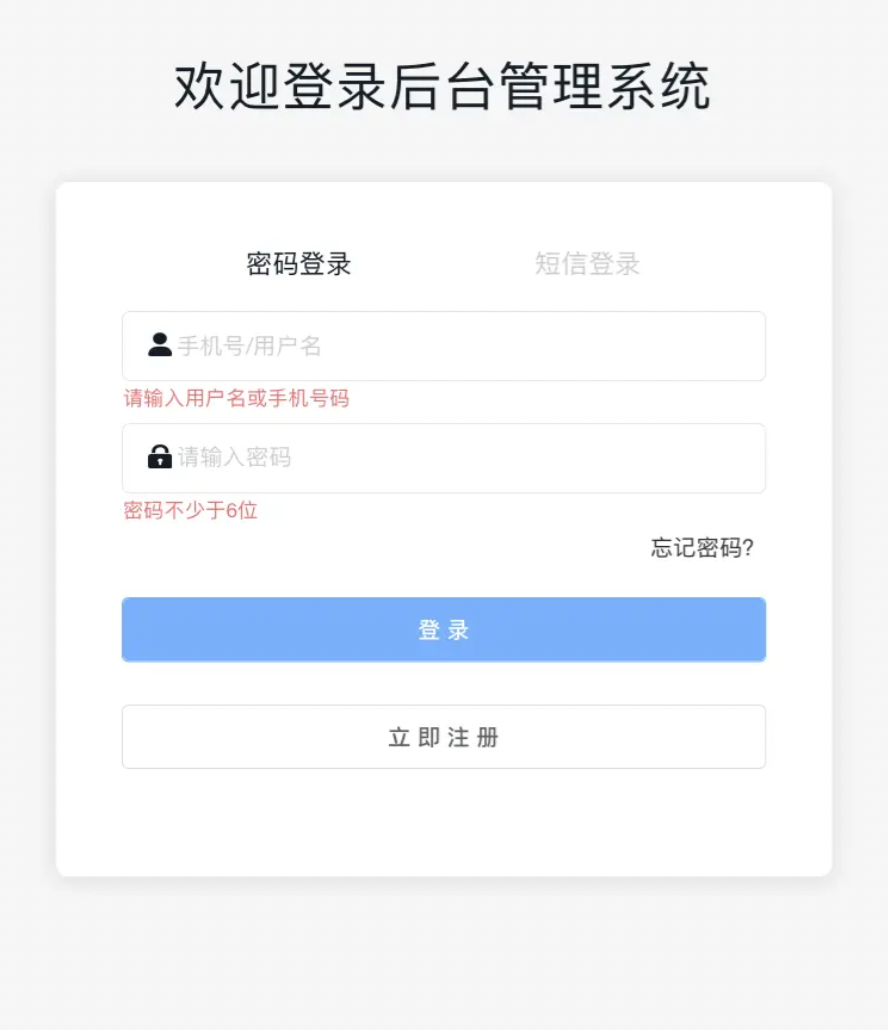 欢迎登录后台管理系统
密码登录 短信登录
手机号/用户名
请输入用户名或手机号码
请输入密码
密码不少于6位
忘记密码?
登 录
立 即 注 册